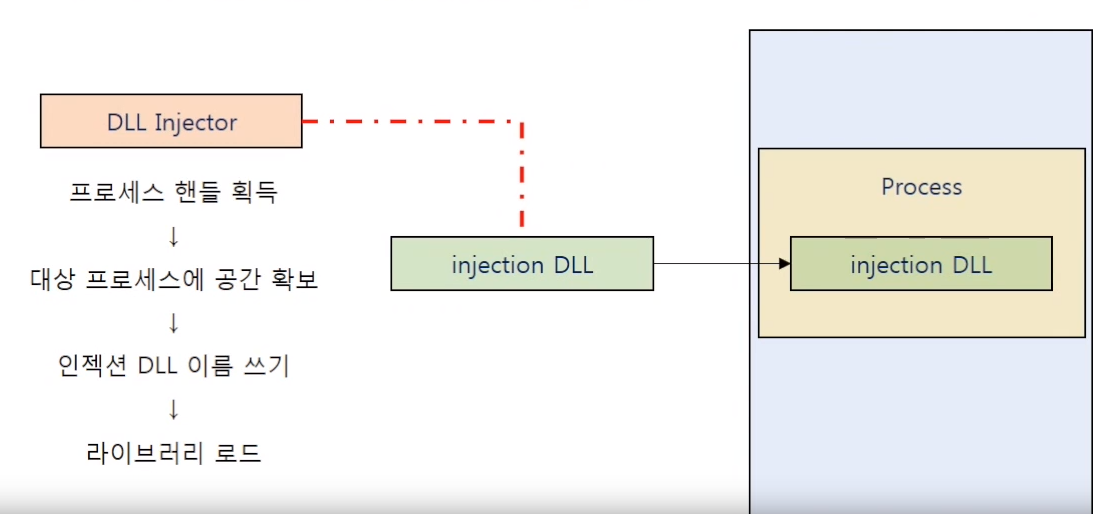 DLL Injector
프로세스 핸들 획득
↓
대상 프로세스에 공간 확보
↓
인젝션 DLL 이름 쓰기
↓
라이브러리 로드
injection DLL
Process
injection DLL